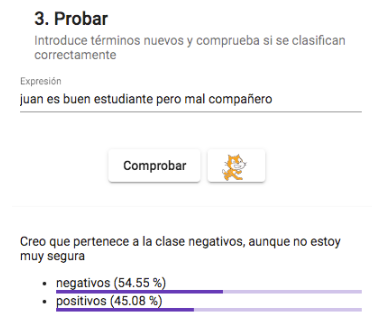 3. Probar
Introduce términos nuevos y comprueba si se clasifican
correctamente
Expresión
juan es buen estudiante pero mal compañero
Comprobar
Creo que pertenece a la clase negativos, aunque no estoy
muy segura
• negativos (54.55 %)
• positivos (45.08 %)